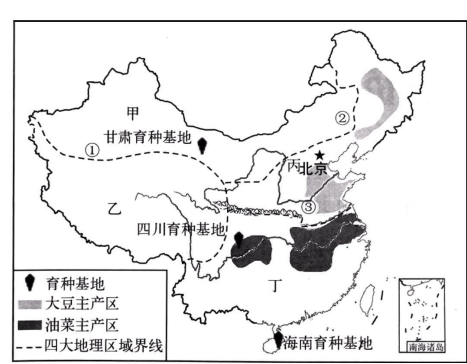 甲
甘肃育种基地
①
②
丙
北京
乙
③
四川育种基地
丁
育种基地
大豆主产区
油菜主产区
四大地理区域界线
海南育种基地
南海诸岛